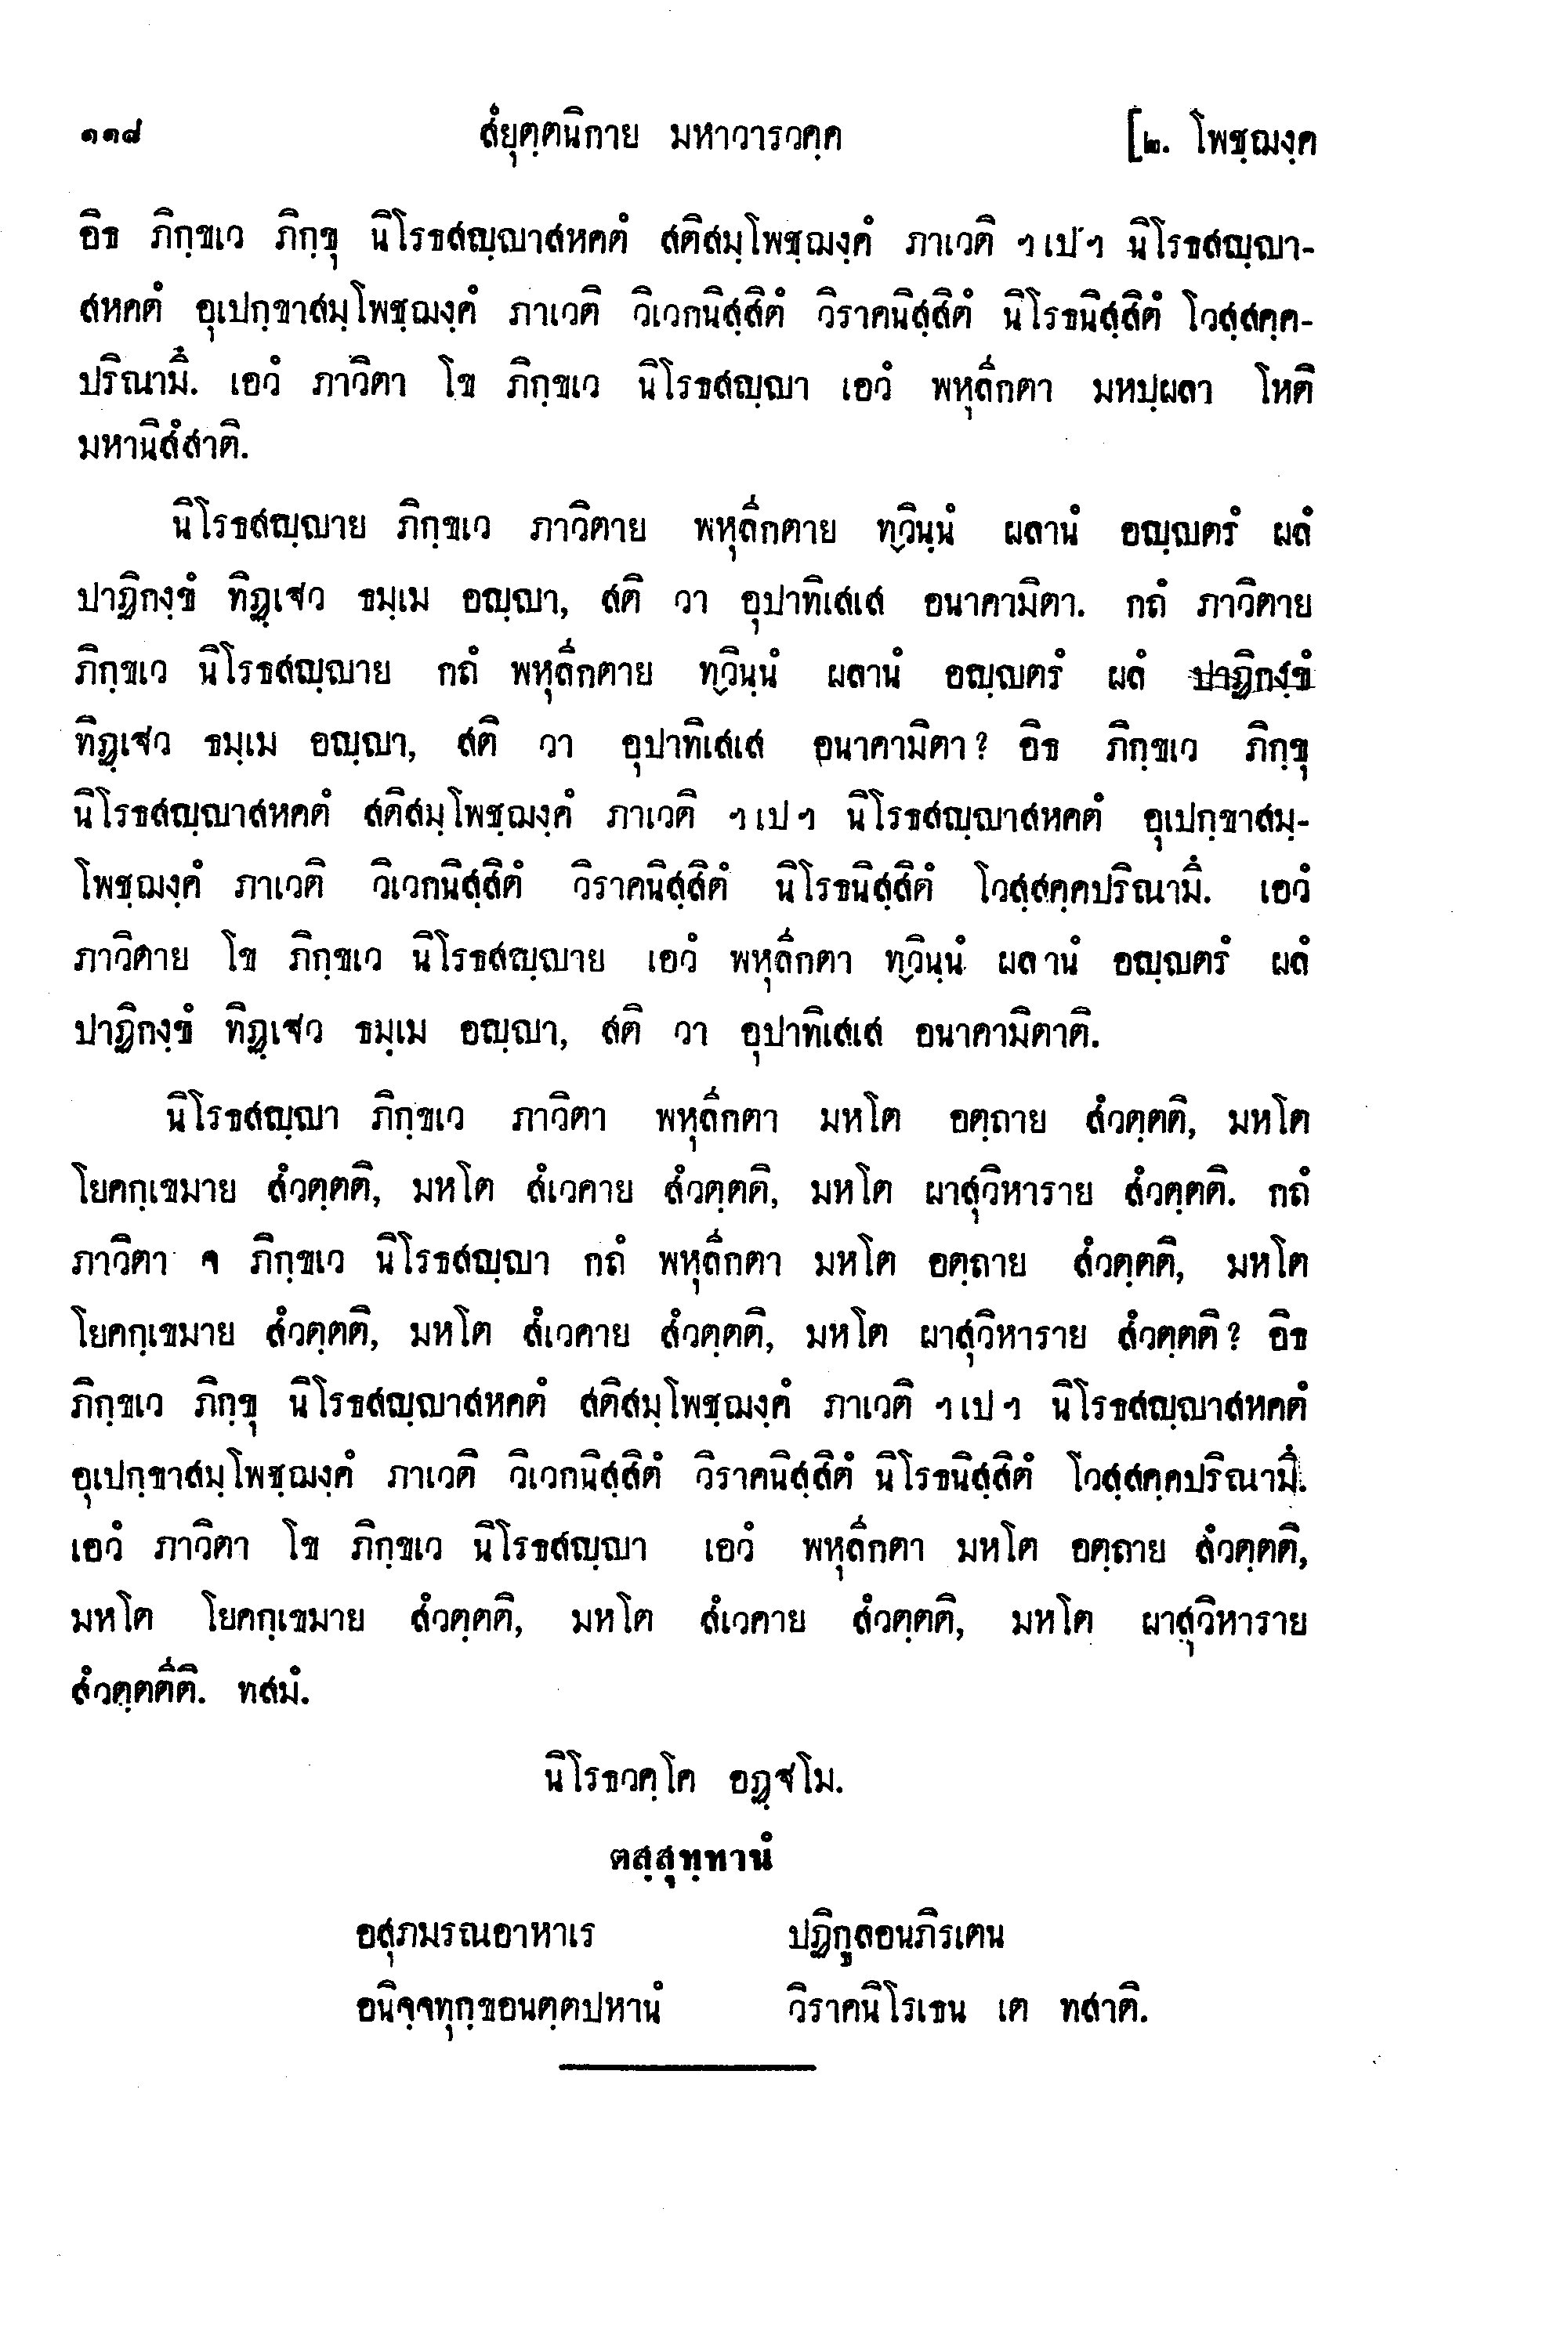 ๑๑๘ สํยุตฺตนิกาย มหาวารวคฺค [๒. โพชฺฌงฺค
อิธ ภิกฺขเว ภิกฺขุ นิโรธสญฺญาสหคตํ สติสมฺโพชฺฌงฺคํ ภาเวติ ฯเปฯ นิโรธสญฺญา-
สหคตํ อุเปกฺขาสมฺโพชฺฌงฺคํ ภาเวติ วิเวกนิสฺสิตํ วิราคนิสฺสิตํ นิโรธนิสฺสิตํ โวสฺสคฺค-
ปริณามึ. เอวํ ภาวิตา โข ภิกฺขเว นิโรธสญฺญา เอวํ พหุลีกตา มหปฺผลา โหติ
มหานิสํสาติ.
นิโรธสญฺญาย ภิกฺขเว ภาวิตาย พหุลีกตาย ทฺวินฺนํ ผลานํ อญฺญตรํ ผลํ
ปาฏิกงฺขํ ทิฏฺเฐว ธมฺเม อญฺญา, สติ วา อุปาทิเสเส อนาคามิตา. กถํ ภาวิตาย
ภิกฺขเว นิโรธสญฺญาย กถํ พหุลีกตาย ทฺวินฺนํ ผลานํ อญฺญตรํ ผลํ ปาฏิกงฺขํ
ทิฏฺเฐว ธมฺเม อญฺญา, สติ วา อุปาทิเสเส อนาคามิตา? อิธ ภิกฺขเว ภิกฺขุ
นิโรธสญฺญาสหคตํ สติสมฺโพชฺฌงฺคํ ภาเวติ ฯเปฯ นิโรธสญฺญาสหคตํ อุเปกฺขาสมฺ-
โพชฺฌงฺคํ ภาเวติ วิเวกนิสฺสิตํ วิราคนิสฺสิตํ นิโรธนิสฺสิตํ โวสฺสคฺคปริณามึ. เอวํ
ภาวิตาย โข ภิกฺขเว นิโรธสญฺญาย เอวํ พหุลีกตา ทฺวินฺนํ ผลานํ อญฺญตรํ ผลํ
ปาฏิกงฺขํ ทิฏฺเฐว ธมฺเม อญฺญา, สติ วา อุปาทิเสเส อนาคามิตาติ.
นิโรธสญฺญา ภิกฺขเว ภาวิตา พหุลีกตา มหโต อตฺถาย สํวตฺตติ, มหโต
โยคกฺเขมาย สํวตฺตติ, มหโต สํเวคาย สํวตฺตติ, มหโต ผาสุวิหาราย สํวตฺตติ. กถํ
ภาวิตา จ ภิกฺขเว นิโรธสญฺญา กถํ พหุลีกตา มหโต อตฺถาย สํวตฺตติ, มหโต
โยคกฺเขมาย สํวตฺตติ, มหโต สํเวคาย สํวตฺตติ, มหโต ผาสุวิหาราย สํวตฺตติ? อิธ
ภิกฺขเว ภิกฺขุ นิโรธสญฺญาสหคตํ สติสมฺโพชฺฌงฺคํ ภาเวติ ฯเปฯ นิโรธสญฺญาสหคตํ
อุเปกฺขาสมฺโพชฺฌงฺคํ ภาเวติ วิเวกนิสฺสิตํ วิราคนิสฺสิตํ นิโรธนิสฺสิตํ โวสฺสคฺคปริณามึ.
เอวํ ภาวิตา โข ภิกฺขเว นิโรธสญฺญา เอวํ พหุลีกตา มหโต อตฺถาย สํวตฺตติ,
มหโต โยคกฺเขมาย สํวตฺตติ, มหโต สํเวคาย สํวตฺตติ, มหโต ผาสุวิหาราย
สํวตฺตตีติ. ทสมํ.
นิโรธวคฺโค อฏฺฐโม.
ตสฺสุทฺทานํ
อสุภมรณอาหาเร ปฏิกูลอนภิรเตน
อนิจฺจทุกฺขอนตฺตปหานํ วิราคนิโรเธน เต ทสาติ.